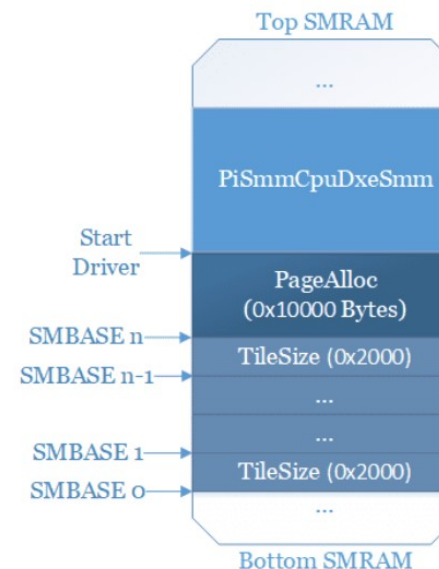 Top SMRAM
...
PiSmmCpuDxeSmm
Start
Driver
PageAlloc
(0x10000 Bytes)
SMBASE n
TileSize (0x2000)
SMBASE n-1
...
...
SMBASE 1
TileSize (0x2000)
SMBASE 0
...
Bottom SMRAM